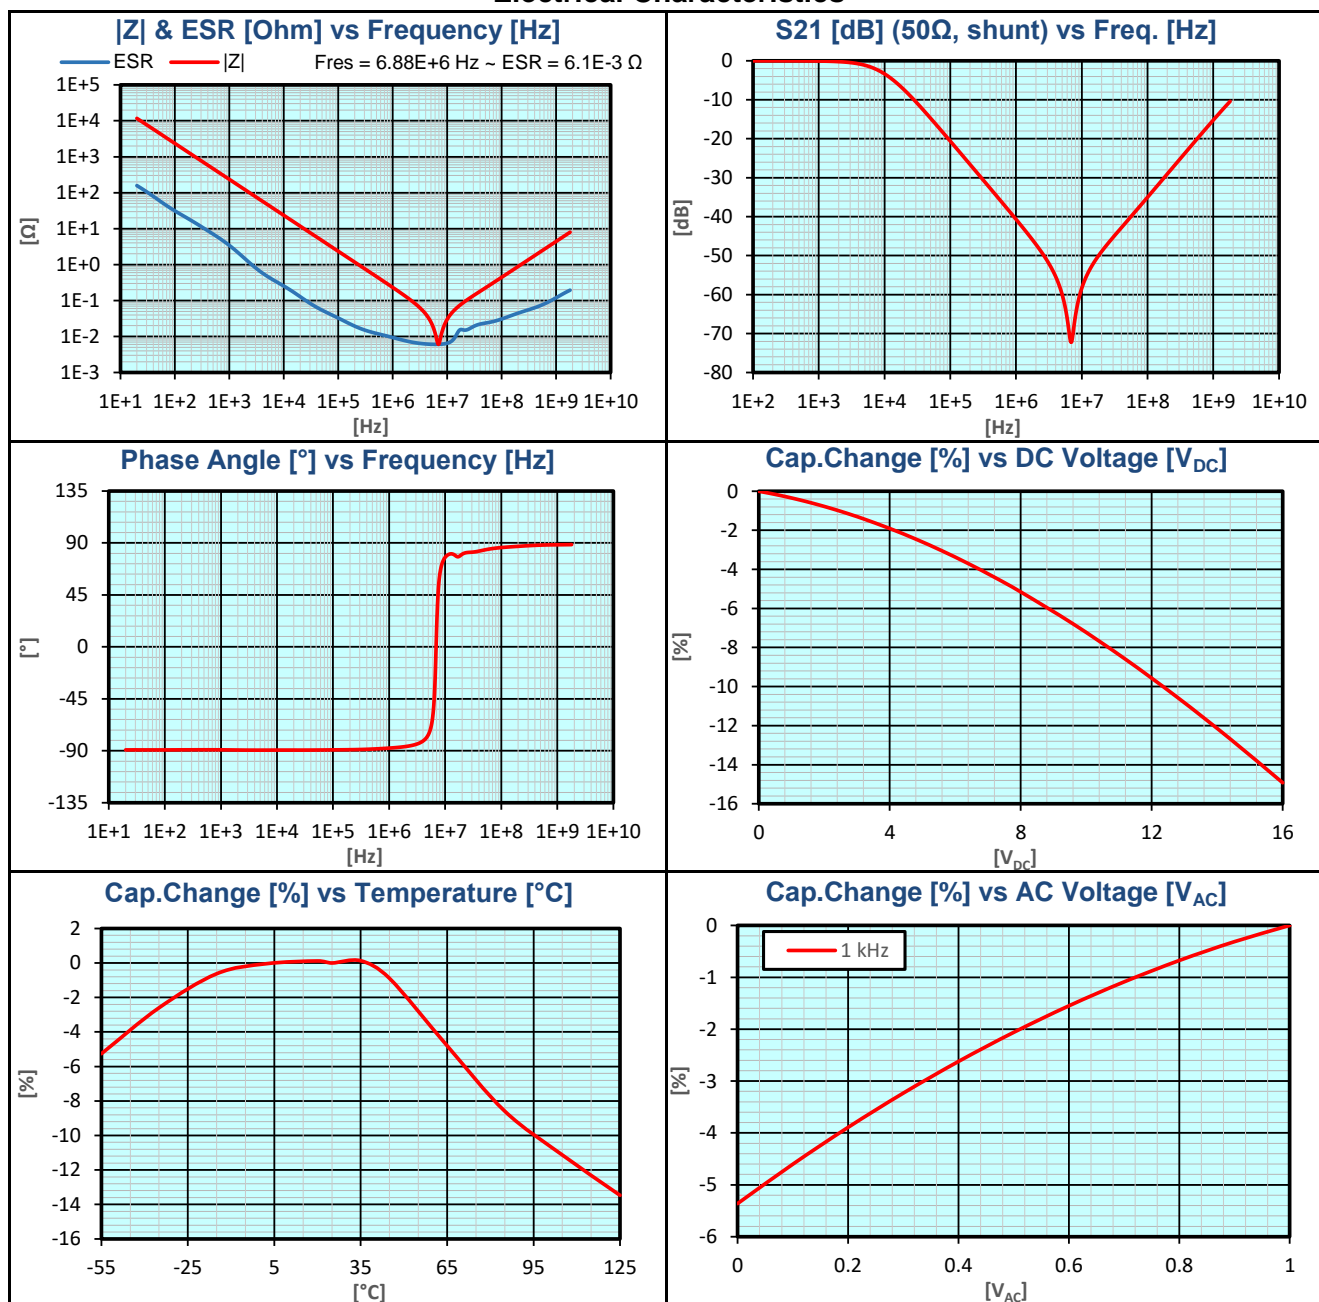 Electrical Characteristics
|Z| & ESR [Ohm] vs Frequency [Hz]
ESR
|Z|
Fres = 6.88E+6 Hz ~ ESR = 6.1E-3 Ω
1E+5
1E+4
1E+3
1E+2
1E+1
1E+0
1E-1
1E-2
1E-3
[Ω]
1E+1 1E+2 1E+3 1E+4 1E+5 1E+6 1E+7 1E+8 1E+9 1E+10
[Hz]
S21 [dB] (50Ω, shunt) vs Freq. [Hz]
0
-10
-20
-30
-40
-50
-60
-70
-80
[dB]
1E+2 1E+3 1E+4 1E+5 1E+6 1E+7 1E+8 1E+9 1E+10
[Hz]
Phase Angle [°] vs Frequency [Hz]
135
90
45
0
-45
-90
-135
[°]
1E+1 1E+2 1E+3 1E+4 1E+5 1E+6 1E+7 1E+8 1E+9 1E+10
[Hz]
Cap.Change [%] vs DC Voltage [VDC]
0
-2
-4
-6
-8
-10
-12
-14
-16
[%]
0 4 8 12 16
[VDC]
Cap.Change [%] vs Temperature [°C]
2
0
-2
-4
-6
-8
-10
-12
-14
-16
[%]
-55 -25 5 35 65 95 125
[°C]
Cap.Change [%] vs AC Voltage [VAC]
1 kHz
0
-1
-2
-3
-4
-5
-6
[%]
0 0.2 0.4 0.6 0.8 1
[VAC]